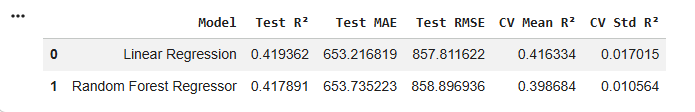 ... Model Test R² Test MAE Test RMSE CV Mean R² CV Std R²
0 Linear Regression 0.419362 653.216819 857.811622 0.416334 0.017015
1 Random Forest Regressor 0.417891 653.735223 858.896936 0.398684 0.010564